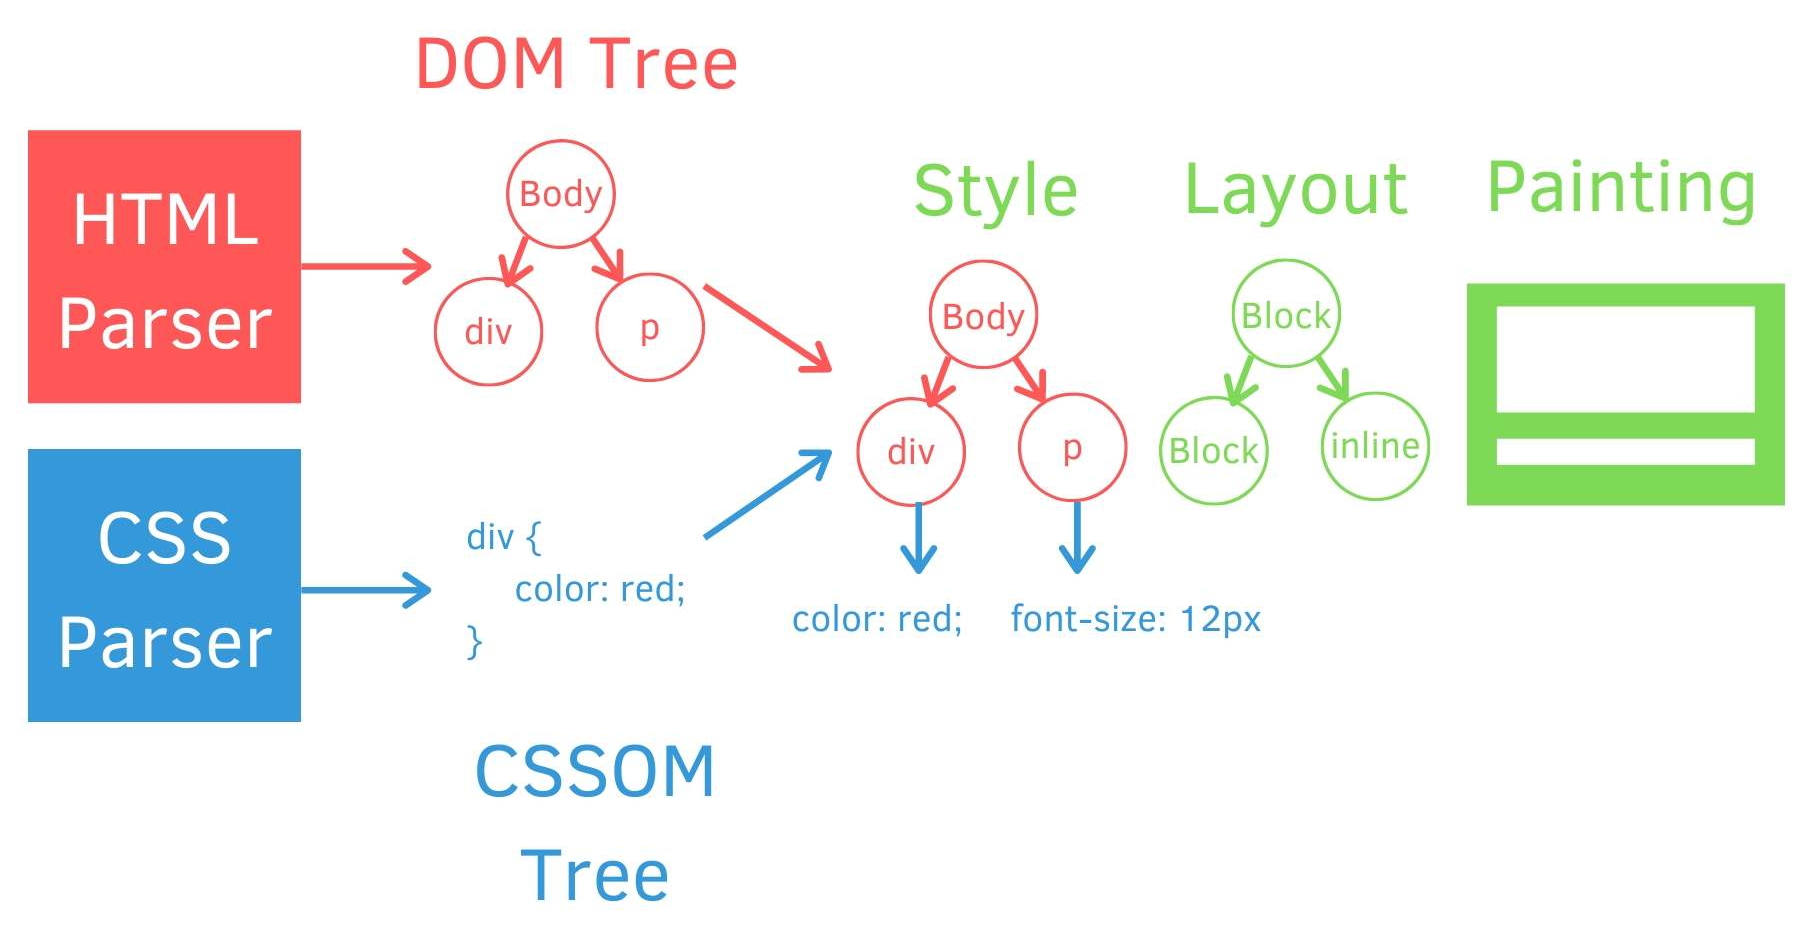 DOM Tree
HTML
Parser
Body
div
p
CSS
Parser
div {
color: red;
}
CSSOM
Tree
Style
Body
div
p
color: red;
font-size: 12px
Layout
Block
Block
inline
Painting